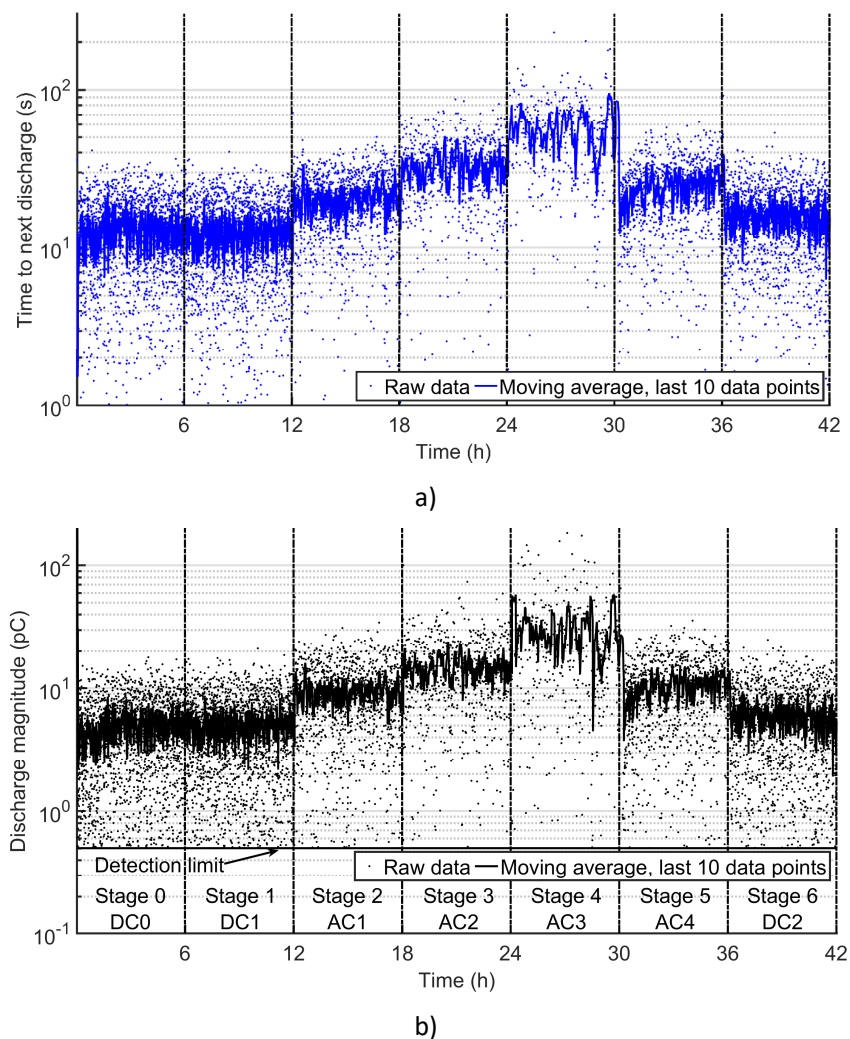 Time to next discharge (s)
10²
10¹
10⁰
Raw data
Moving average, last 10 data points
6 12 18 24 30 36 42
Time (h)
a)
Discharge magnitude (pC)
10²
10¹
10⁰
10⁻¹
Detection limit
Raw data
Moving average, last 10 data points
Stage 0 Stage 1 Stage 2 Stage 3 Stage 4 Stage 5 Stage 6
DC0 DC1 AC1 AC2 AC3 AC4 DC2
6 12 18 24 30 36 42
Time (h)
b)